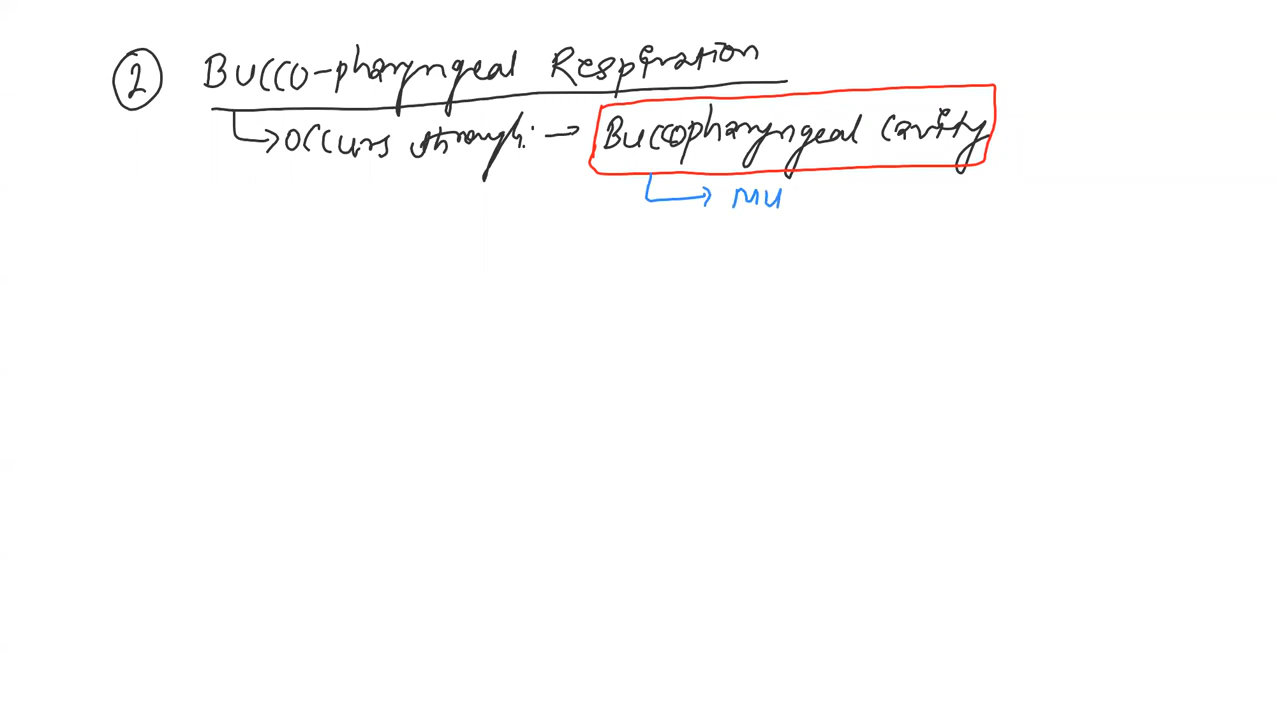 2 Bucco-pharyngeal Respiration
Occurs through: → Buccopharyngeal cavity
mu